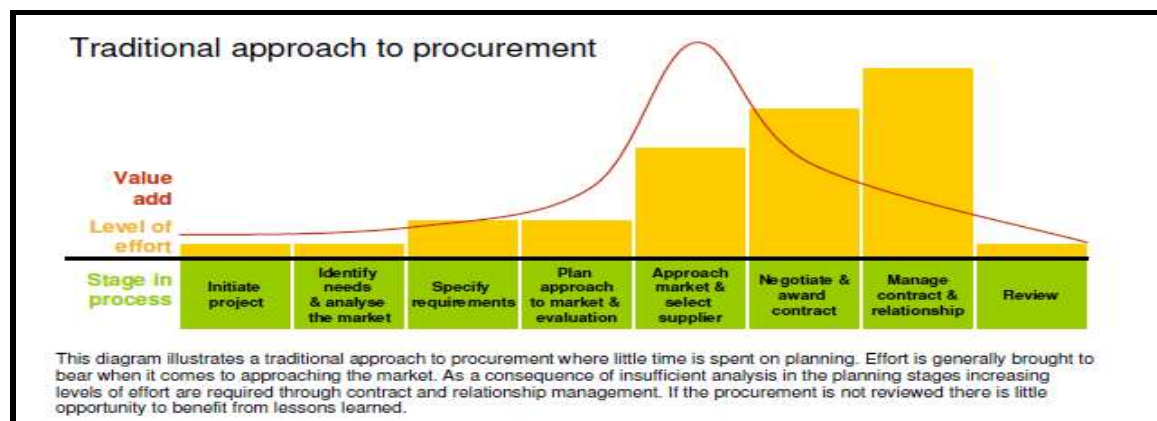 Traditional approach to procurement
Value
add
Level of
effort
Stage in
process
Initiate
project
Identify
needs
& analyse
the market
Specify
requirements
Plan
approach
to market &
evaluation
Approach
market &
select
supplier
Negotiate &
award
contract
Manage
contract &
relationship
Review
This diagram illustrates a traditional approach to procurement where little time is spent on planning. Effort is generally brought to
bear when it comes to approaching the market. As a consequence of insufficient analysis in the planning stages increasing
levels of effort are required through contract and relationship management. If the procurement is not reviewed there is little
opportunity to benefit from lessons learned.